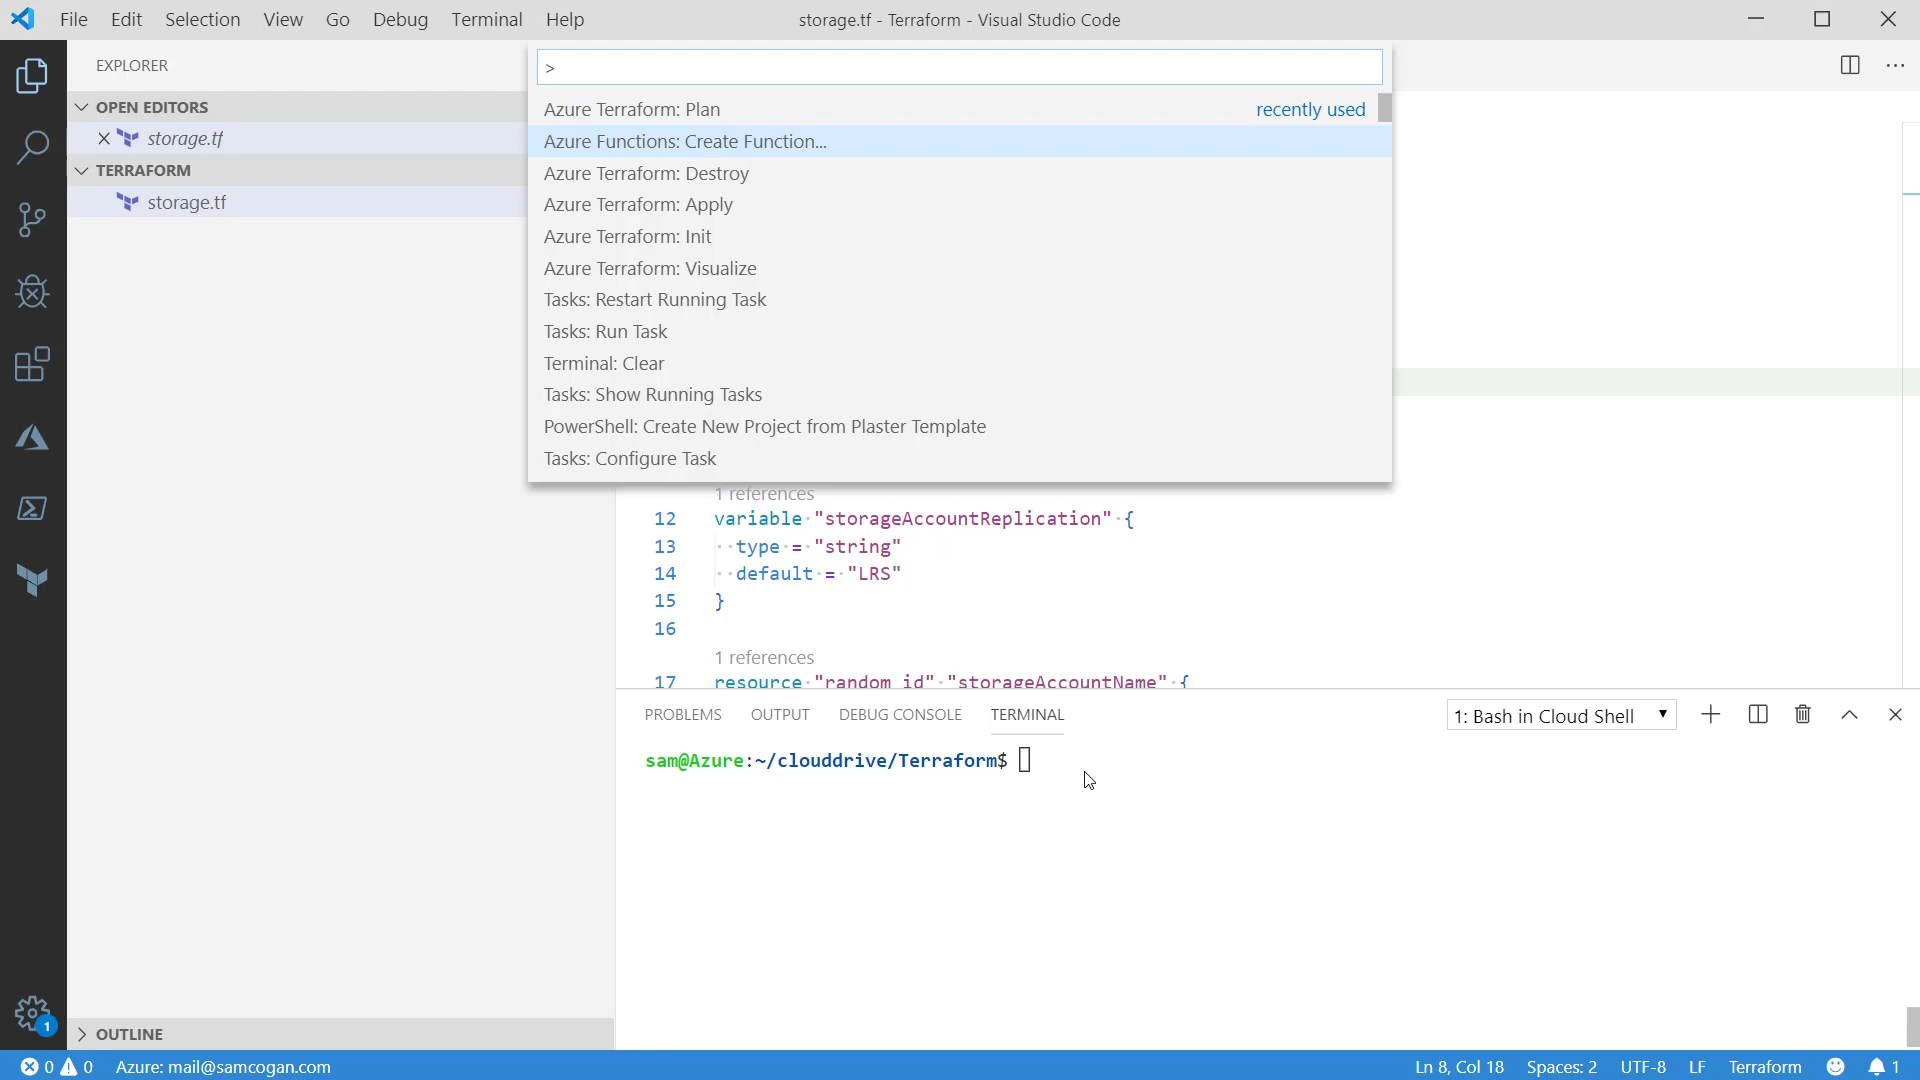 File Edit Selection View Go Debug Terminal Help
storage.tf - Terraform - Visual Studio Code
EXPLORER
OPEN EDITORS
storage.tf
TERRAFORM
storage.tf
OUTLINE
>
Azure Terraform: Plan recently used
Azure Functions: Create Function...
Azure Terraform: Destroy
Azure Terraform: Apply
Azure Terraform: Init
Azure Terraform: Visualize
Tasks: Restart Running Task
Tasks: Run Task
Terminal: Clear
Tasks: Show Running Tasks
PowerShell: Create New Project from Plaster Template
Tasks: Configure Task
1 references
12 variable "storageAccountReplication" {
13 type = "string"
14 default = "LRS"
15 }
16
1 references
17 resource "random_id" "storageAccountName" {
PROBLEMS OUTPUT DEBUG CONSOLE TERMINAL
1: Bash in Cloud Shell
sam@Azure:~/clouddrive/Terraform$
1
0 0 Azure: mail@samcogan.com
Ln 8, Col 18 Spaces: 2 UTF-8 LF Terraform 1